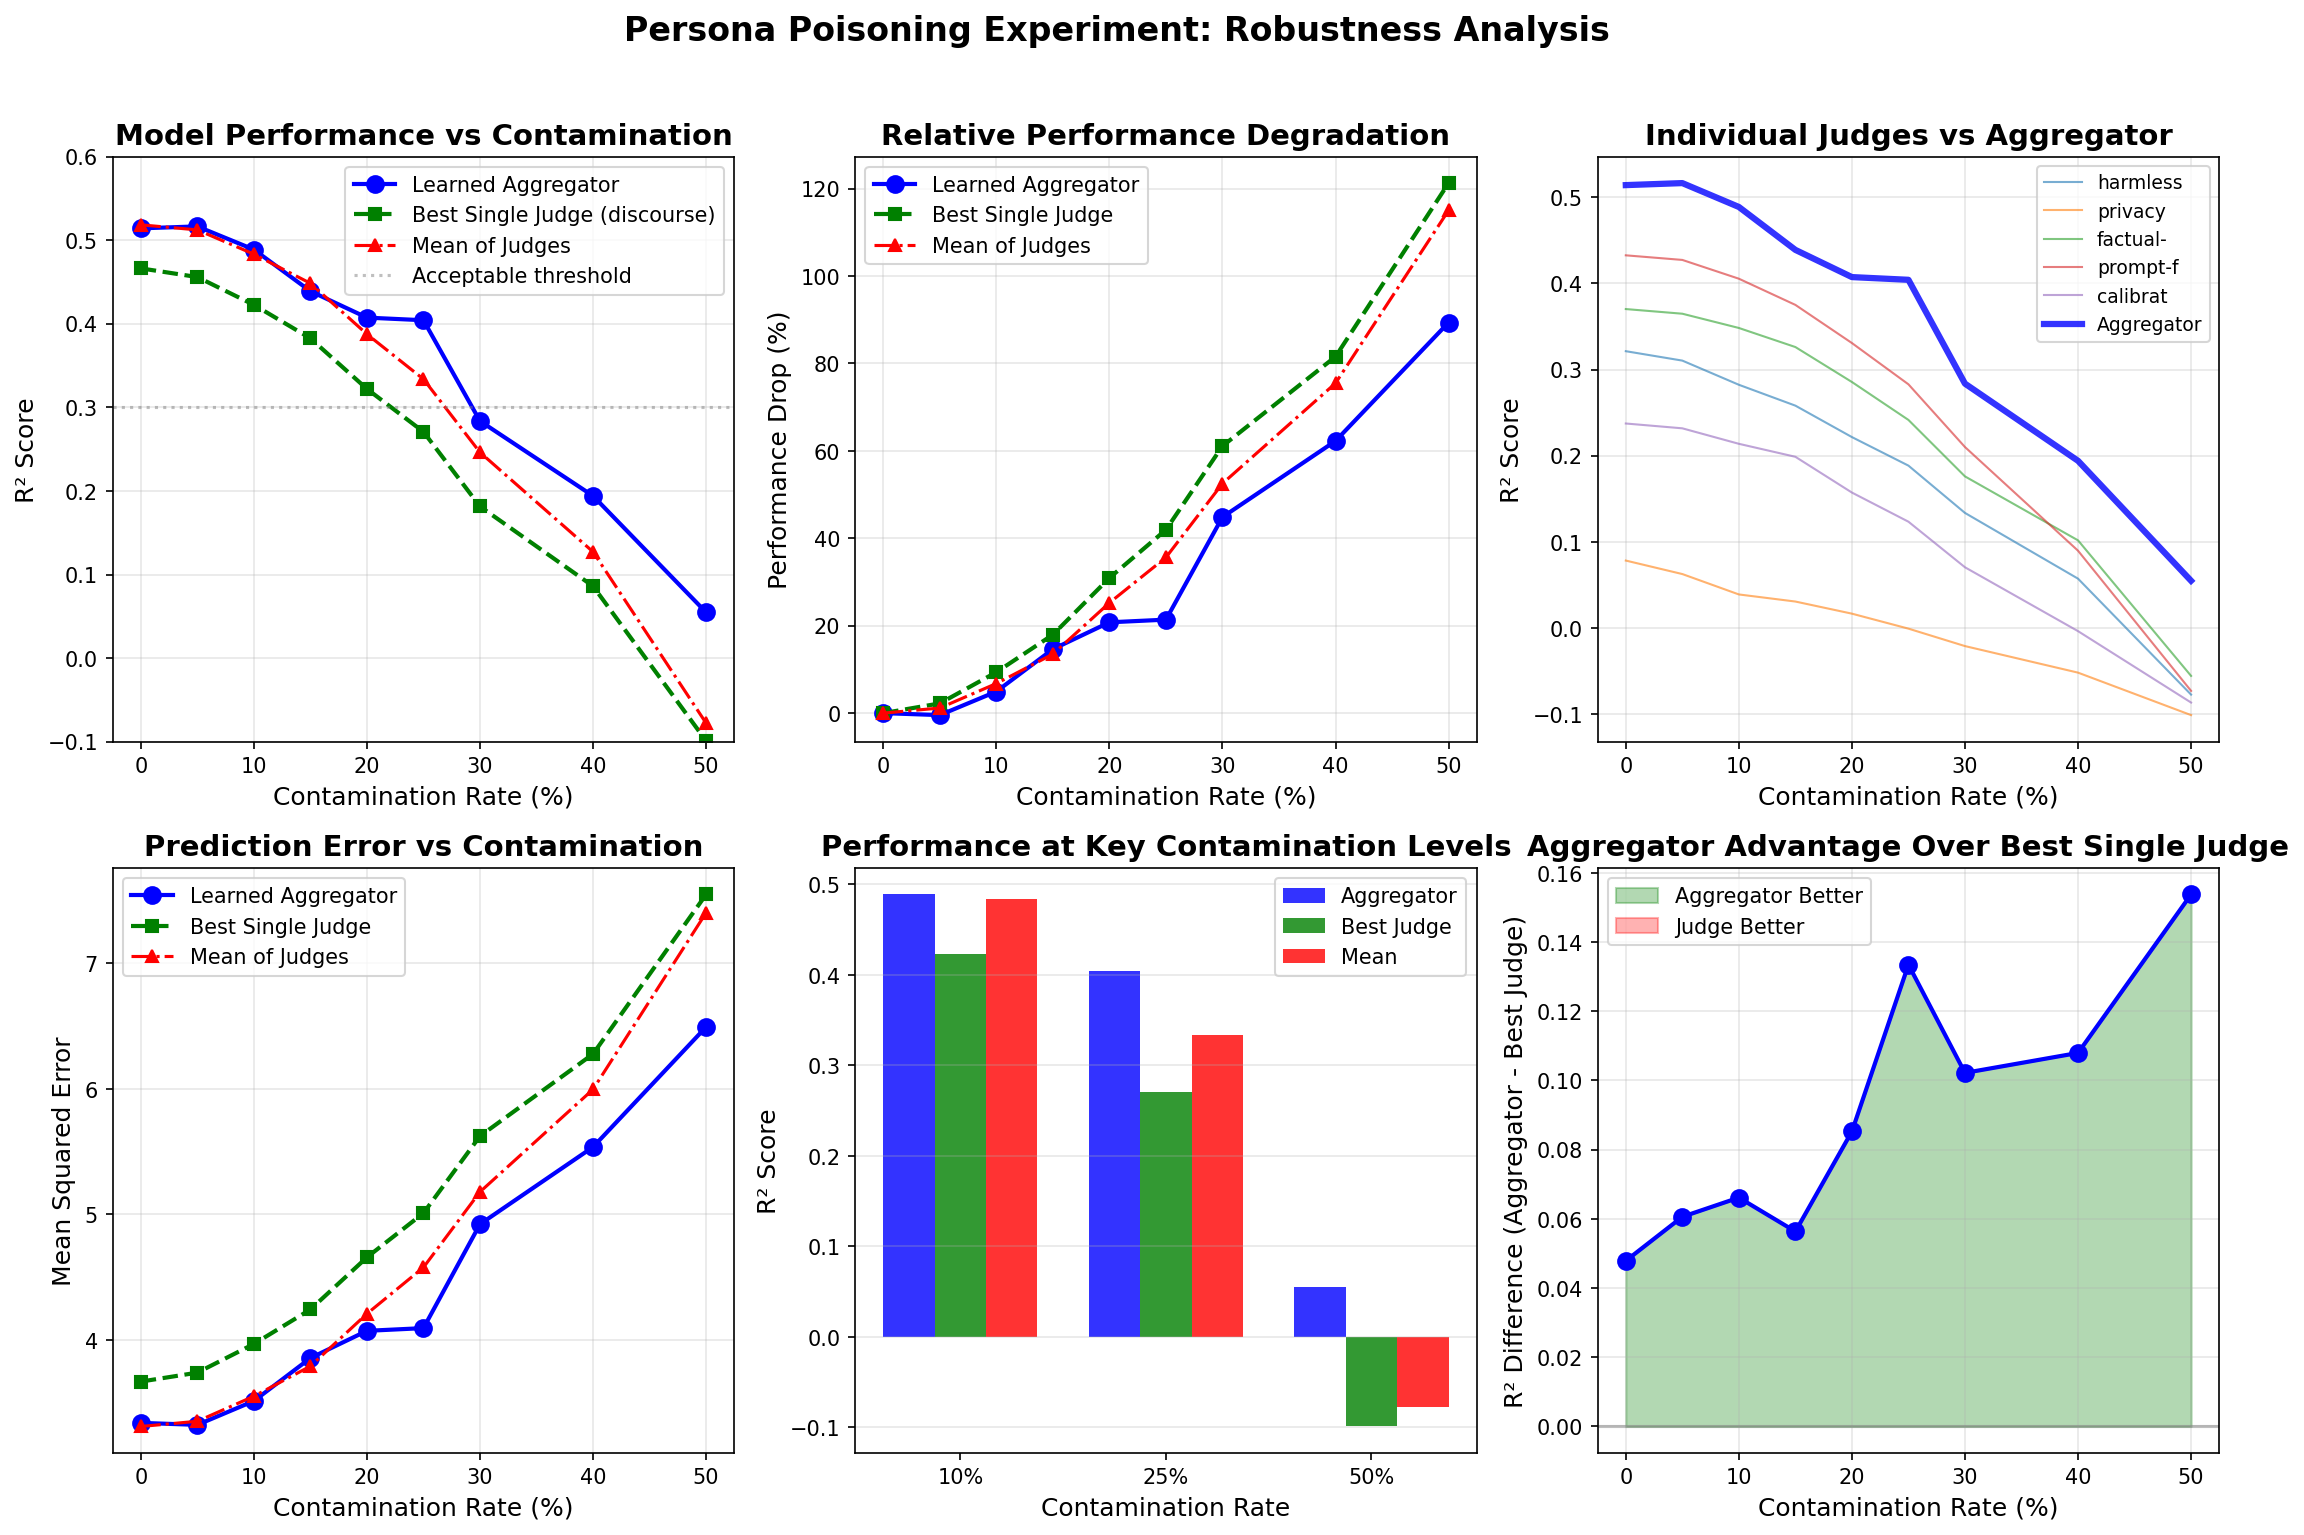 Persona Poisoning Experiment: Robustness Analysis
Model Performance vs Contamination
R² Score
0.6
0.5
0.4
0.3
0.2
0.1
0.0
−0.1
Learned Aggregator
Best Single Judge (discourse)
Mean of Judges
Acceptable threshold
0 10 20 30 40 50
Contamination Rate (%)
Relative Performance Degradation
Performance Drop (%)
120
100
80
60
40
20
0
Learned Aggregator
Best Single Judge
Mean of Judges
0 10 20 30 40 50
Contamination Rate (%)
Individual Judges vs Aggregator
R² Score
0.5
0.4
0.3
0.2
0.1
0.0
−0.1
harmless
privacy
factual-
prompt-f
calibrat
Aggregator
0 10 20 30 40 50
Contamination Rate (%)
Prediction Error vs Contamination
Mean Squared Error
7
6
5
4
Learned Aggregator
Best Single Judge
Mean of Judges
0 10 20 30 40 50
Contamination Rate (%)
Performance at Key Contamination Levels
R² Score
0.5
0.4
0.3
0.2
0.1
0.0
−0.1
Aggregator
Best Judge
Mean
10% 25% 50%
Contamination Rate
Aggregator Advantage Over Best Single Judge
R² Difference (Aggregator - Best Judge)
0.16
0.14
0.12
0.10
0.08
0.06
0.04
0.02
0.00
Aggregator Better
Judge Better
0 10 20 30 40 50
Contamination Rate (%)